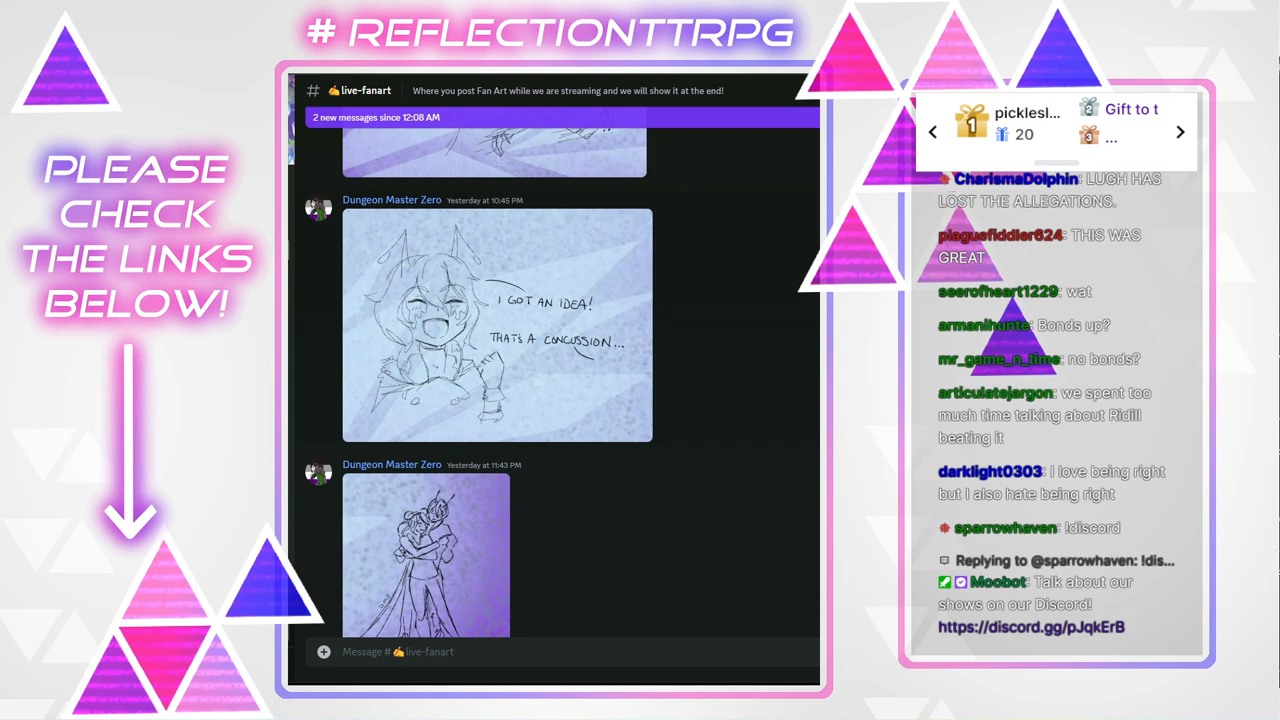 # REFLECTIONTTRPG
PLEASE
CHECK
THE LINKS
BELOW!
# ✍️live-fanart Where you post Fan Art while we are streaming and we will show it at the end!
2 new messages since 12:08 AM
Dungeon Master Zero Yesterday at 10:45 PM
I GOT AN IDEA!
THAT'S A CONCUSSION...
Dungeon Master Zero Yesterday at 11:43 PM
Message #✍️live-fanart
1 picklesl... 20
2 Gift to t
3 ...
CharismaDolphin: LUGH HAS
LOST THE ALLEGATIONS.
plaguefiddler624: THIS WAS
GREAT
seerofheart1229: wat
armanihunte: Bonds up?
mr_game_n_time: no bonds?
articulatejargon: we spent too
much time talking about Ridill
beating it
darklight0303: I love being right
but I also hate being right
sparrowhaven: !discord
Replying to @sparrowhaven: !dis...
Moobot: Talk about our
shows on our Discord!
https://discord.gg/pJqkErB